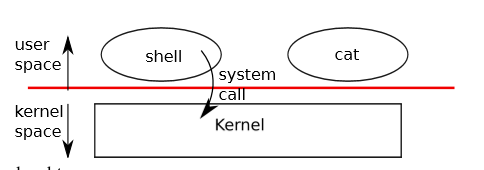 user
space
shell
cat
system
call
kernel
space
Kernel